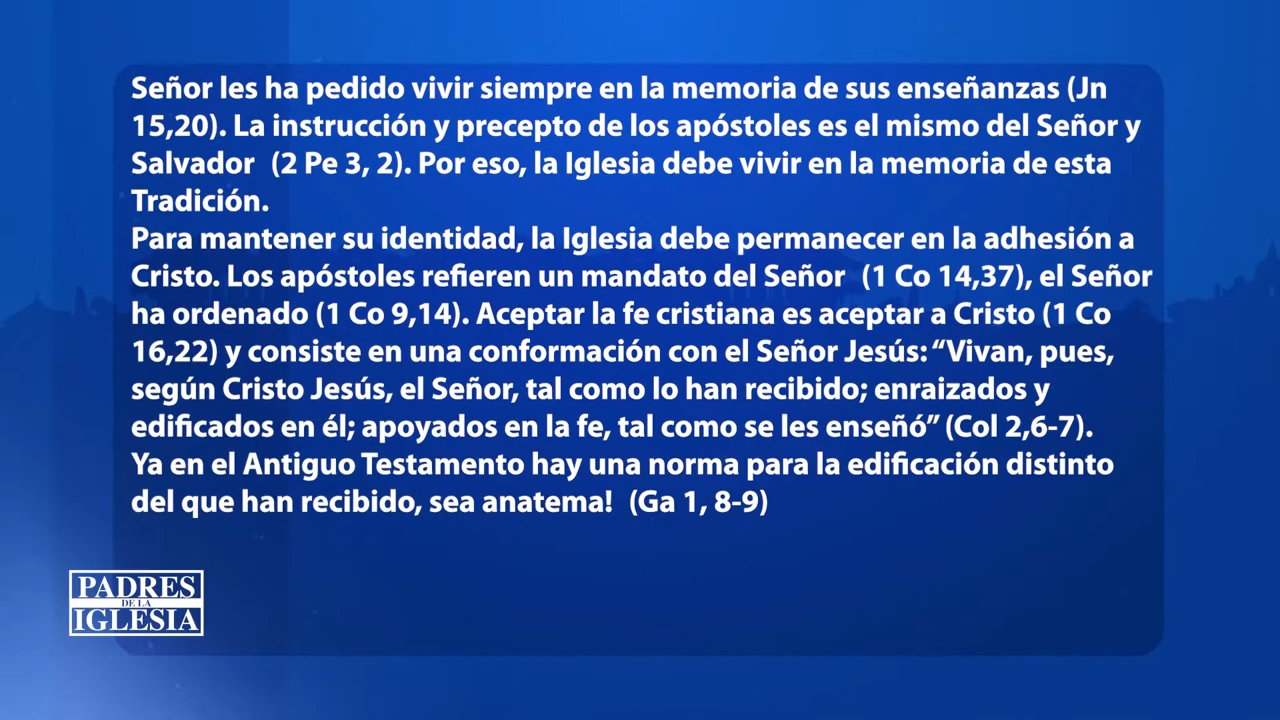 Señor les ha pedido vivir siempre en la memoria de sus enseñanzas (Jn
15,20). La instrucción y precepto de los apóstoles es el mismo del Señor y
Salvador  (2 Pe 3, 2). Por eso, la Iglesia debe vivir en la memoria de esta
Tradición.
Para mantener su identidad, la Iglesia debe permanecer en la adhesión a
Cristo. Los apóstoles refieren un mandato del Señor  (1 Co 14,37), el Señor
ha ordenado (1 Co 9,14). Aceptar la fe cristiana es aceptar a Cristo (1 Co
16,22) y consiste en una conformación con el Señor Jesús: “Vivan, pues,
según Cristo Jesús, el Señor, tal como lo han recibido; enraizados y
edificados en él; apoyados en la fe, tal como se les enseñó” (Col 2,6-7).
Ya en el Antiguo Testamento hay una norma para la edificación distinto
del que han recibido, sea anatema!  (Ga 1, 8-9)
PADRES
DE LA
IGLESIA